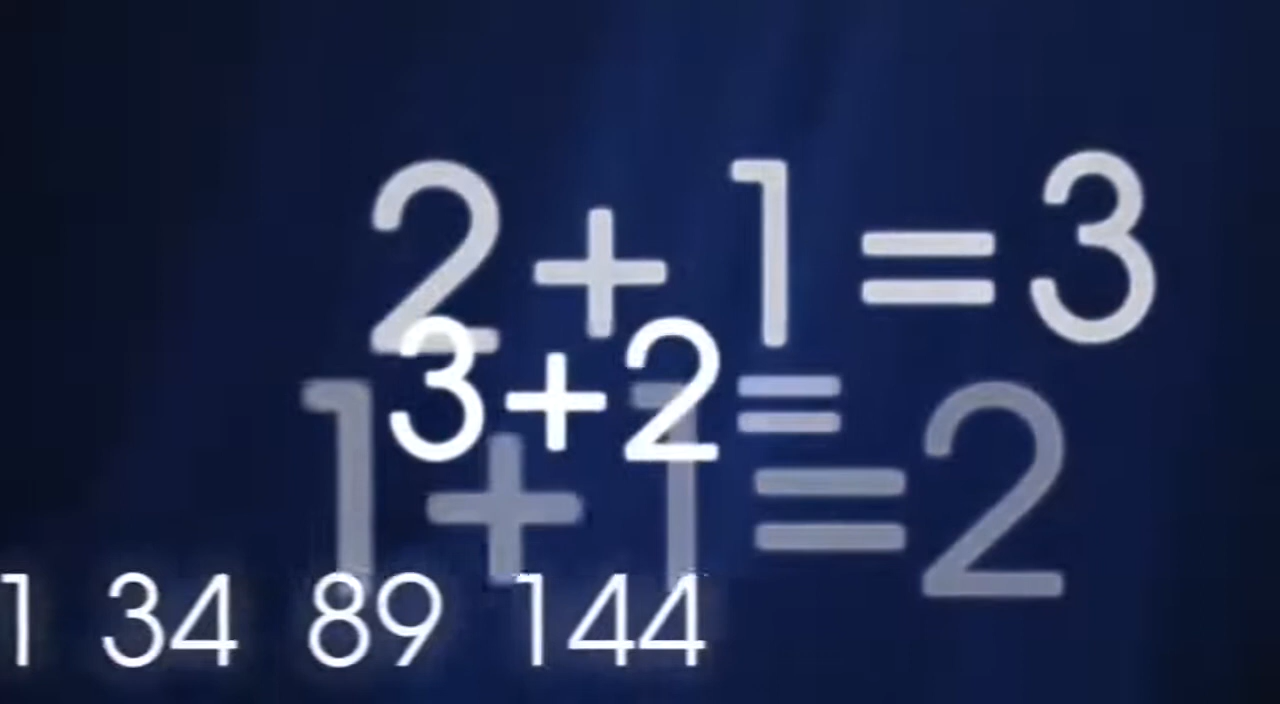 2+1=3
3+2=
1+1=2
1 34 89 144